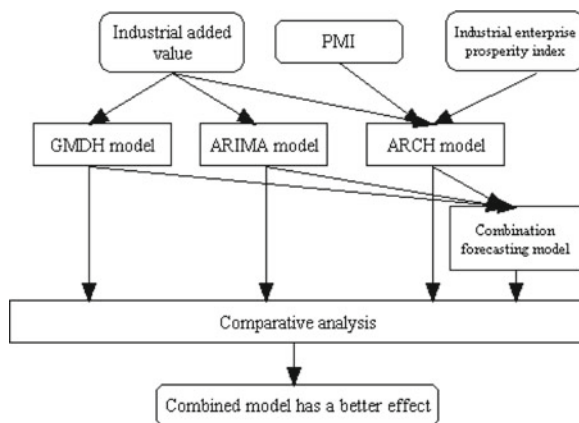 Industrial added
value
PMI
Industrial enterprise
prosperity index
GMDH model
ARIMA model
ARCH model
Combination
forecasting model
Comparative analysis
Combined model has a better effect